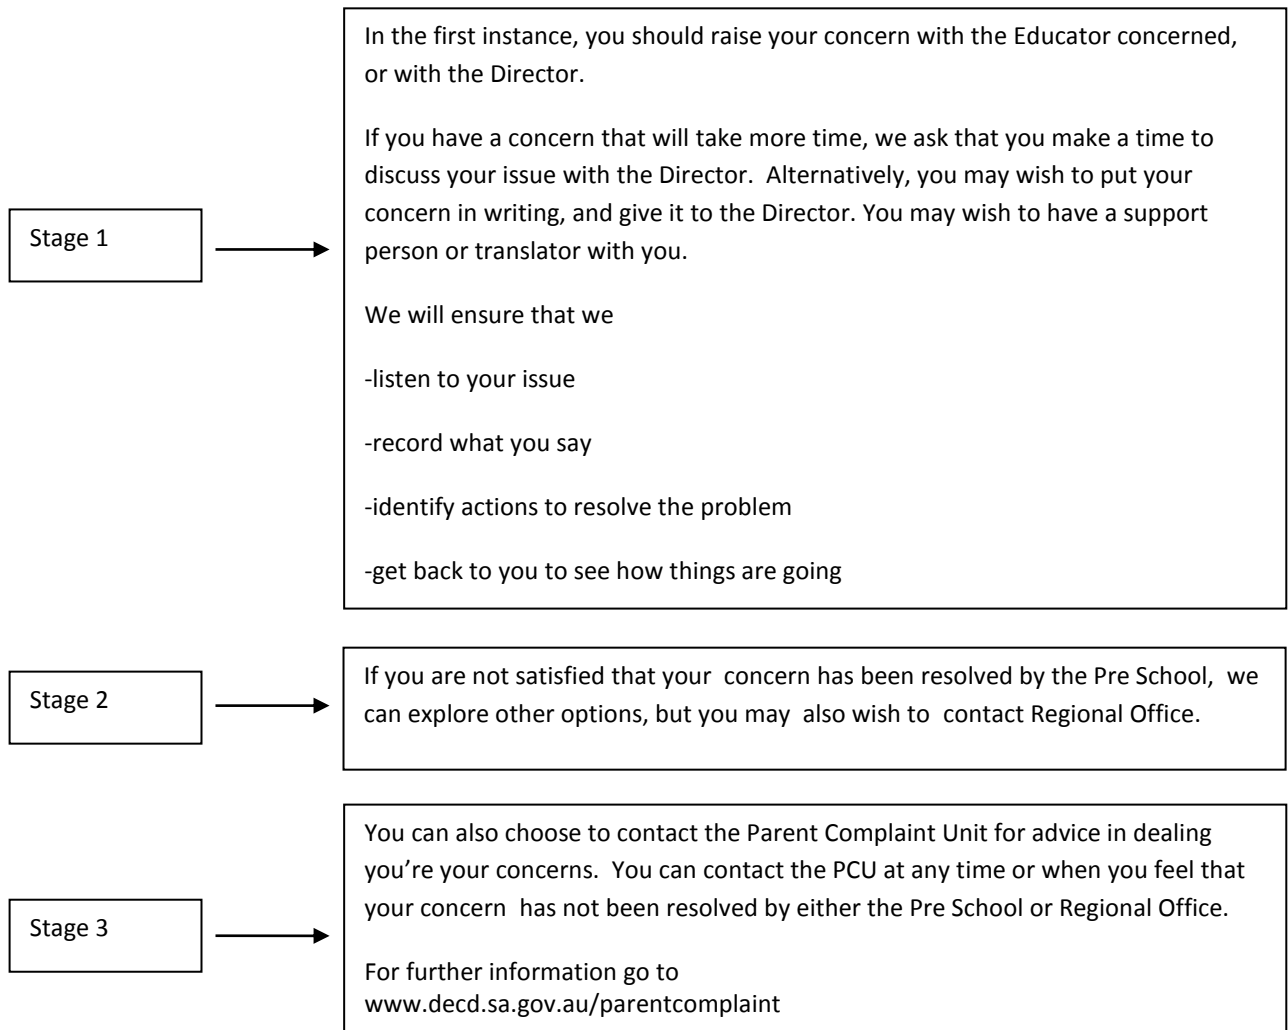 In the first instance, you should raise your concern with the Educator concerned,
or with the Director.
If you have a concern that will take more time, we ask that you make a time to
discuss your issue with the Director.  Alternatively, you may wish to put your
concern in writing, and give it to the Director. You may wish to have a support
person or translator with you.
We will ensure that we
-listen to your issue
-record what you say
-identify actions to resolve the problem
-get back to you to see how things are going
Stage 1
Stage 2
If you are not satisfied that your  concern has been resolved by the Pre School,  we
can explore other options, but you may  also wish to  contact Regional Office.
Stage 3
You can also choose to contact the Parent Complaint Unit for advice in dealing
you’re your concerns.  You can contact the PCU at any time or when you feel that
your concern  has not been resolved by either the Pre School or Regional Office.
For further information go to
www.decd.sa.gov.au/parentcomplaint